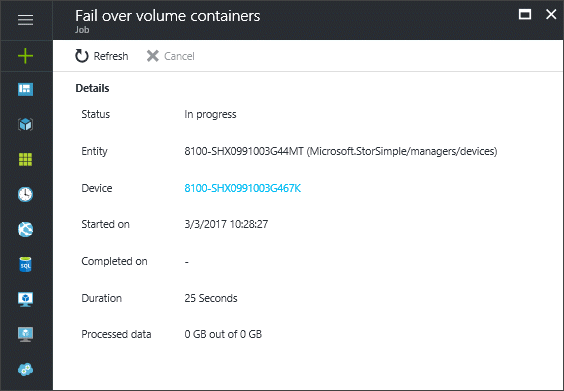 Fail over volume containers
Job
Refresh Cancel
Details
Status In progress
Entity 8100-SHX0991003G44MT (Microsoft.StorSimple/managers/devices)
Device 8100-SHX0991003G467K
Started on 3/3/2017 10:28:27
Completed on -
Duration 25 Seconds
Processed data 0 GB out of 0 GB
SQL